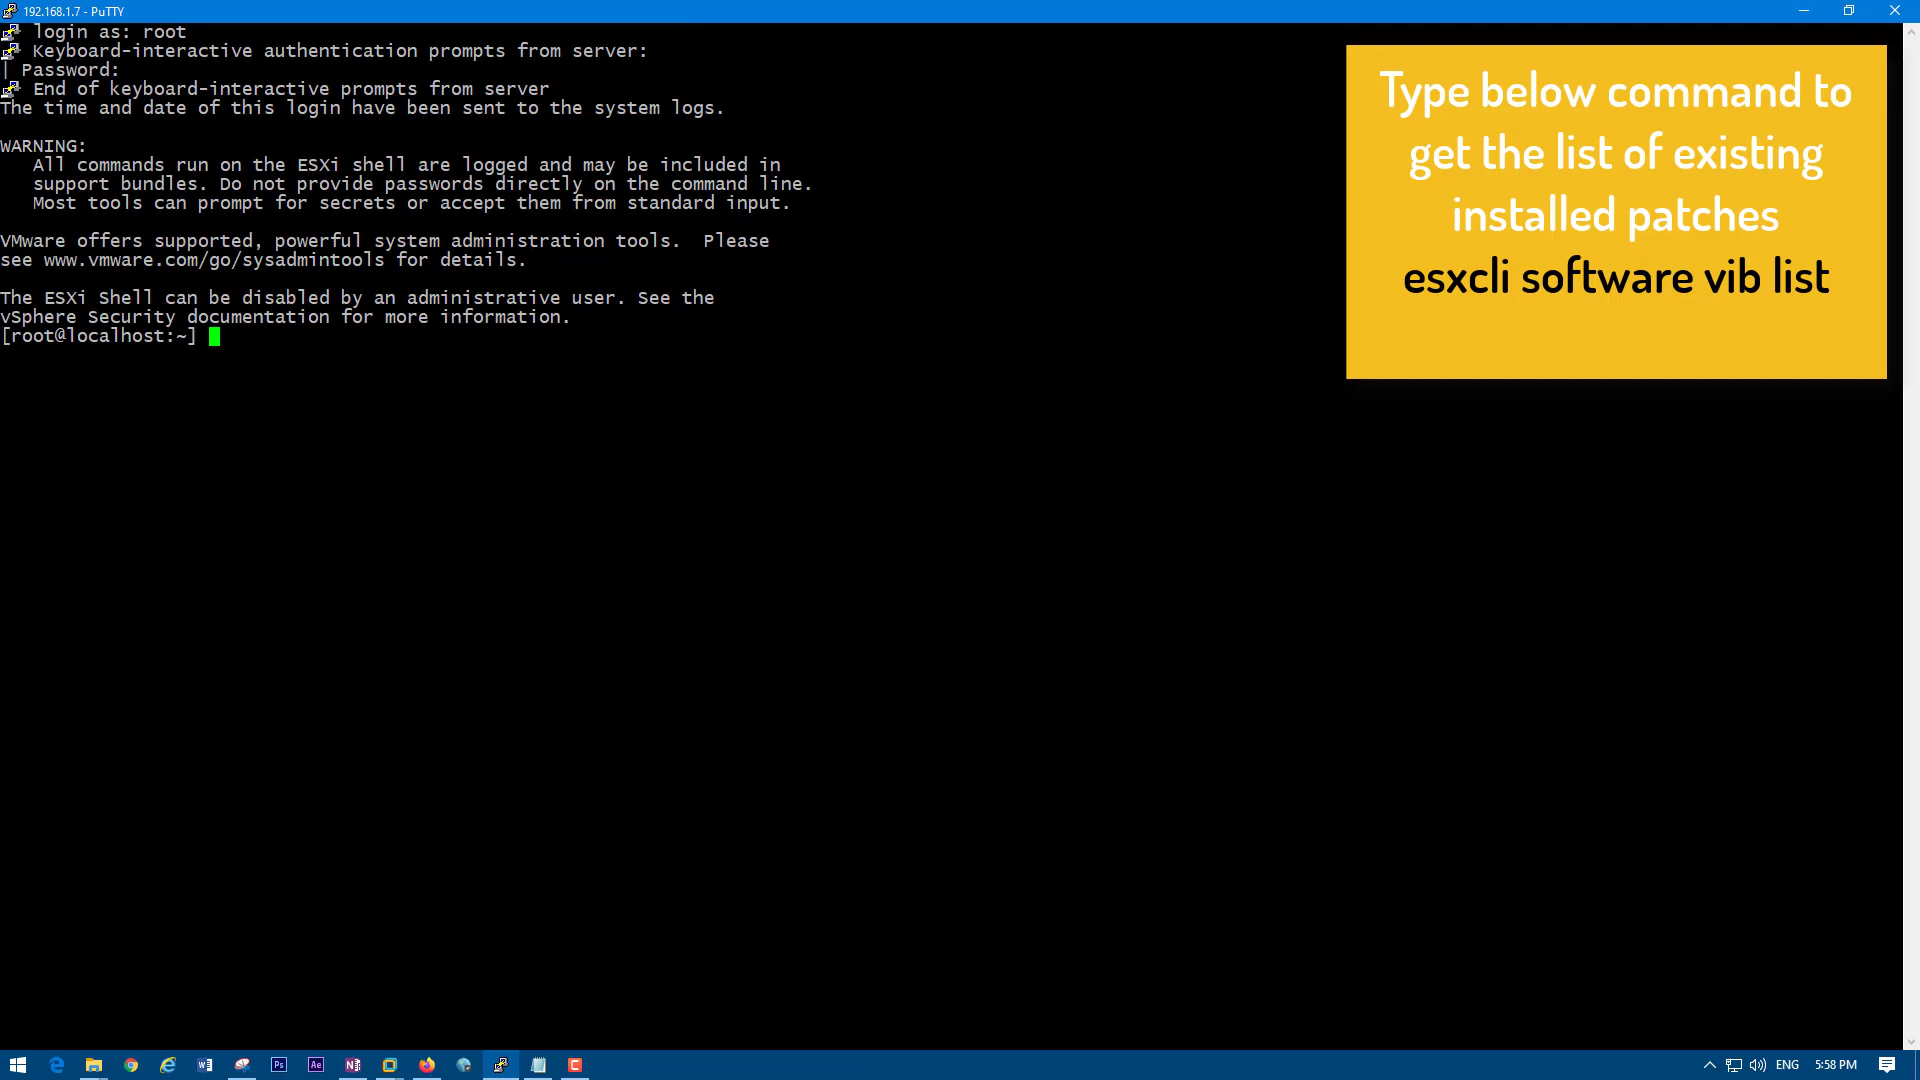 192.168.1.7 - PuTTY
login as: root
Keyboard-interactive authentication prompts from server:
| Password:
End of keyboard-interactive prompts from server
The time and date of this login have been sent to the system logs.
WARNING:
All commands run on the ESXi shell are logged and may be included in
support bundles. Do not provide passwords directly on the command line.
Most tools can prompt for secrets or accept them from standard input.
VMware offers supported, powerful system administration tools.  Please
see www.vmware.com/go/sysadmintools for details.
The ESXi Shell can be disabled by an administrative user. See the
vSphere Security documentation for more information.
[root@localhost:~]
Type below command to
get the list of existing
installed patches
esxcli software vib list
Ps
Ae
ENG
5:58 PM